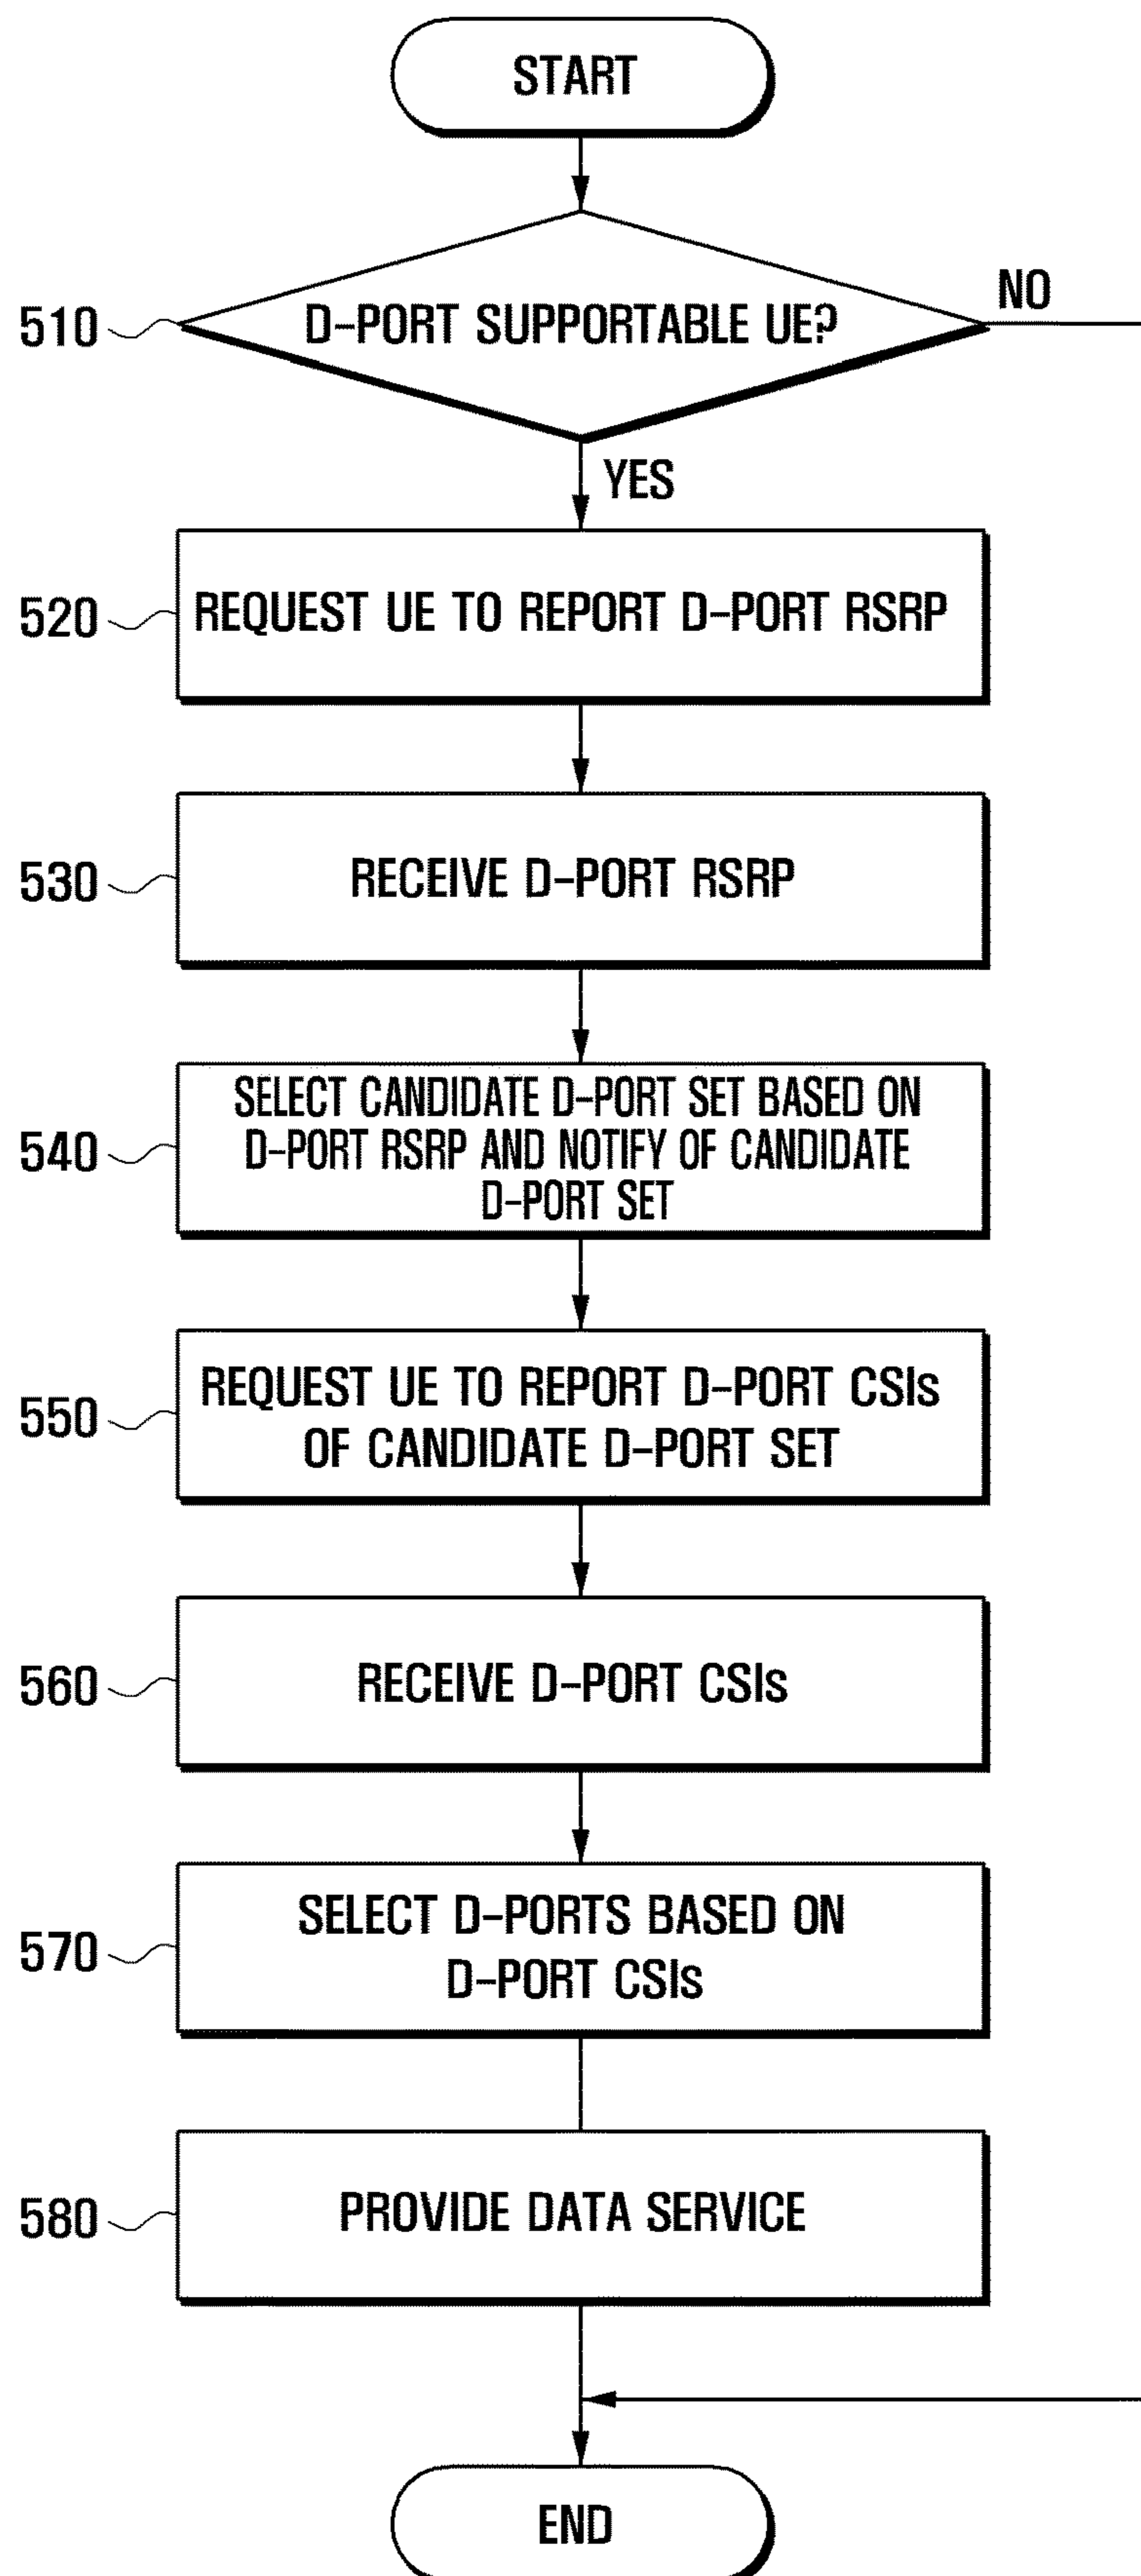 START
510
D-PORT SUPPORTABLE UE?
NO
YES
520
REQUEST UE TO REPORT D-PORT RSRP
530
RECEIVE D-PORT RSRP
540
SELECT CANDIDATE D-PORT SET BASED ON
D-PORT RSRP AND NOTIFY OF CANDIDATE
D-PORT SET
550
REQUEST UE TO REPORT D-PORT CSIs
OF CANDIDATE D-PORT SET
560
RECEIVE D-PORT CSIs
570
SELECT D-PORTS BASED ON
D-PORT CSIs
580
PROVIDE DATA SERVICE
END